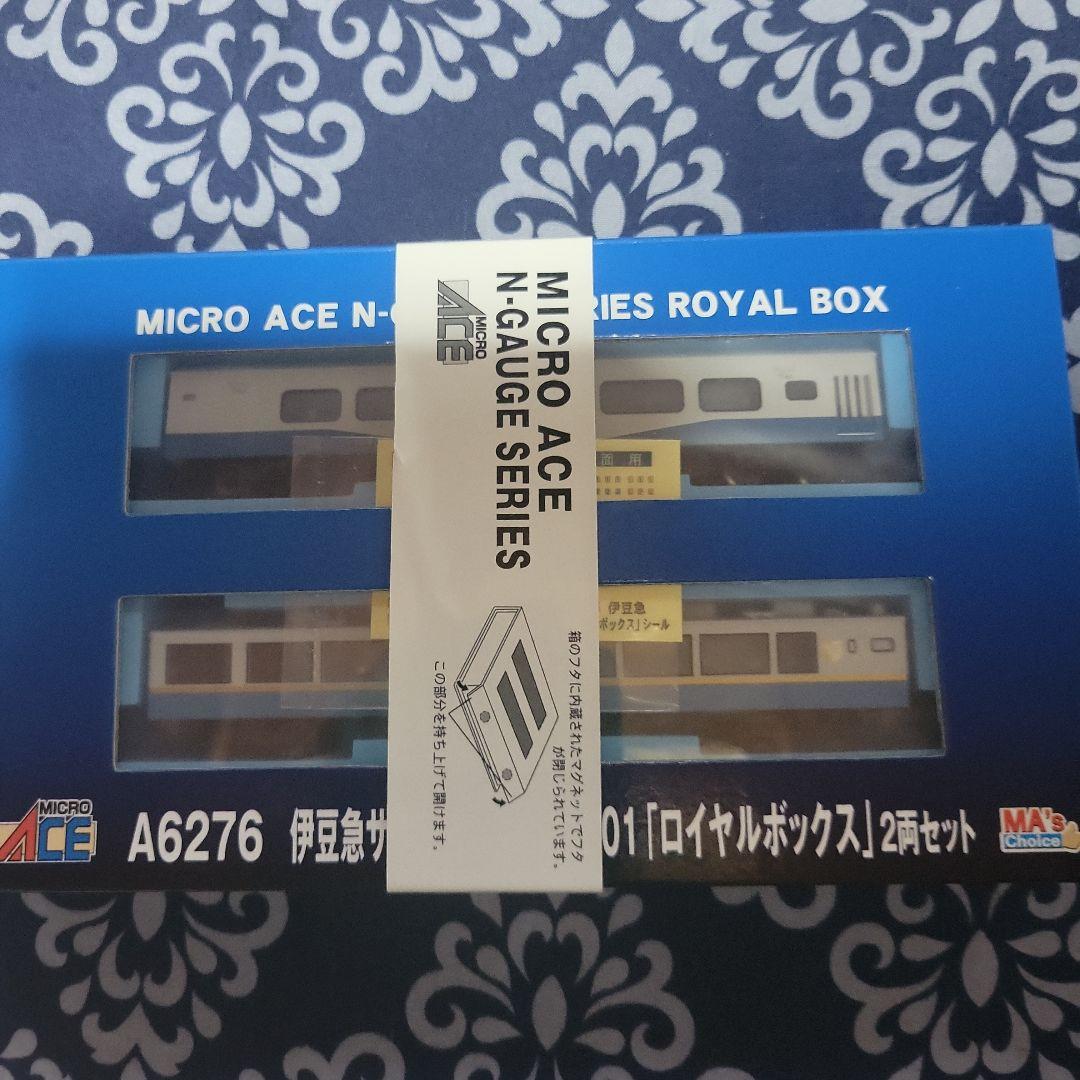 MICRO ACE N-G
RIES ROYAL BOX
MICRO ACE
N-GAUGE SERIES
MICRO
ACE
面用
伊豆急
ボックス」シール
箱のフタに内蔵されたマグネットでフタ
が閉じられています。
この部分を持ち上げて開けます。
MICRO
ACE
A6276 伊豆急サ
01「ロイヤルボックス」2両セット
MA's
Choice